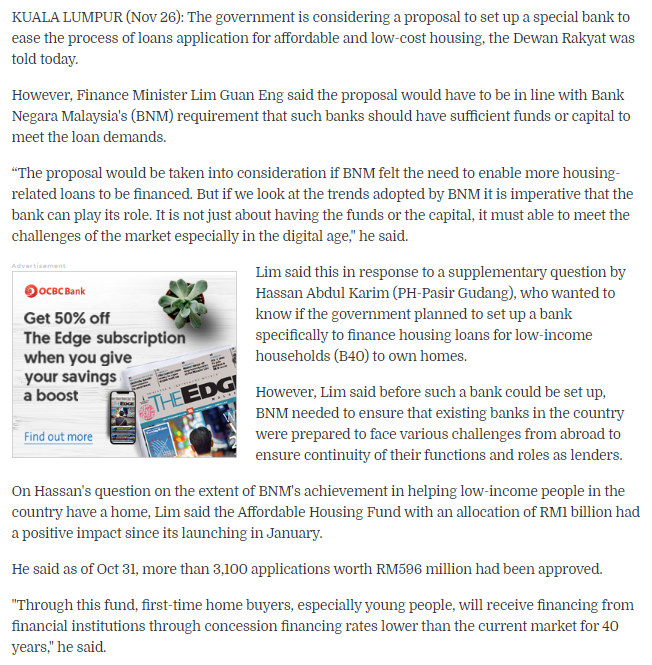 KUALA LUMPUR (Nov 26): The government is considering a proposal to set up a special bank to
ease the process of loans application for affordable and low-cost housing, the Dewan Rakyat was
told today.
However, Finance Minister Lim Guan Eng said the proposal would have to be in line with Bank
Negara Malaysia's (BNM) requirement that such banks should have sufficient funds or capital to
meet the loan demands.
“The proposal would be taken into consideration if BNM felt the need to enable more housing-
related loans to be financed. But if we look at the trends adopted by BNM it is imperative that the
bank can play its role. It is not just about having the funds or the capital, it must able to meet the
challenges of the market especially in the digital age," he said.
Advertisement
OCBC Bank
Get 50% off
The Edge subscription
when you give
your savings
a boost
Find out more
THE EDG
Lim said this in response to a supplementary question by
Hassan Abdul Karim (PH-Pasir Gudang), who wanted to
know if the government planned to set up a bank
specifically to finance housing loans for low-income
households (B40) to own homes.
However, Lim said before such a bank could be set up,
BNM needed to ensure that existing banks in the country
were prepared to face various challenges from abroad to
ensure continuity of their functions and roles as lenders.
On Hassan's question on the extent of BNM's achievement in helping low-income people in the
country have a home, Lim said the Affordable Housing Fund with an allocation of RM1 billion had
a positive impact since its launching in January.
He said as of Oct 31, more than 3,100 applications worth RM596 million had been approved.
"Through this fund, first-time home buyers, especially young people, will receive financing from
financial institutions through concession financing rates lower than the current market for 40
years," he said.